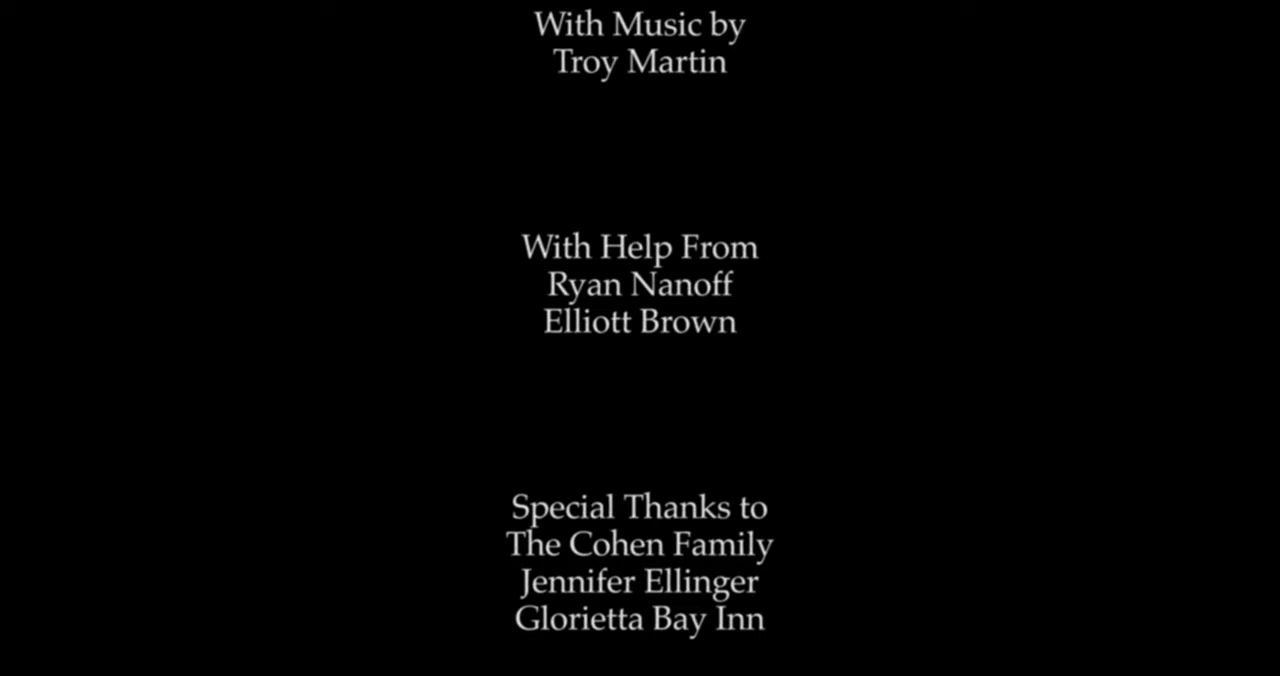 With Music by
Troy Martin
With Help From
Ryan Nanoff
Elliott Brown
Special Thanks to
The Cohen Family
Jennifer Ellinger
Glorietta Bay Inn